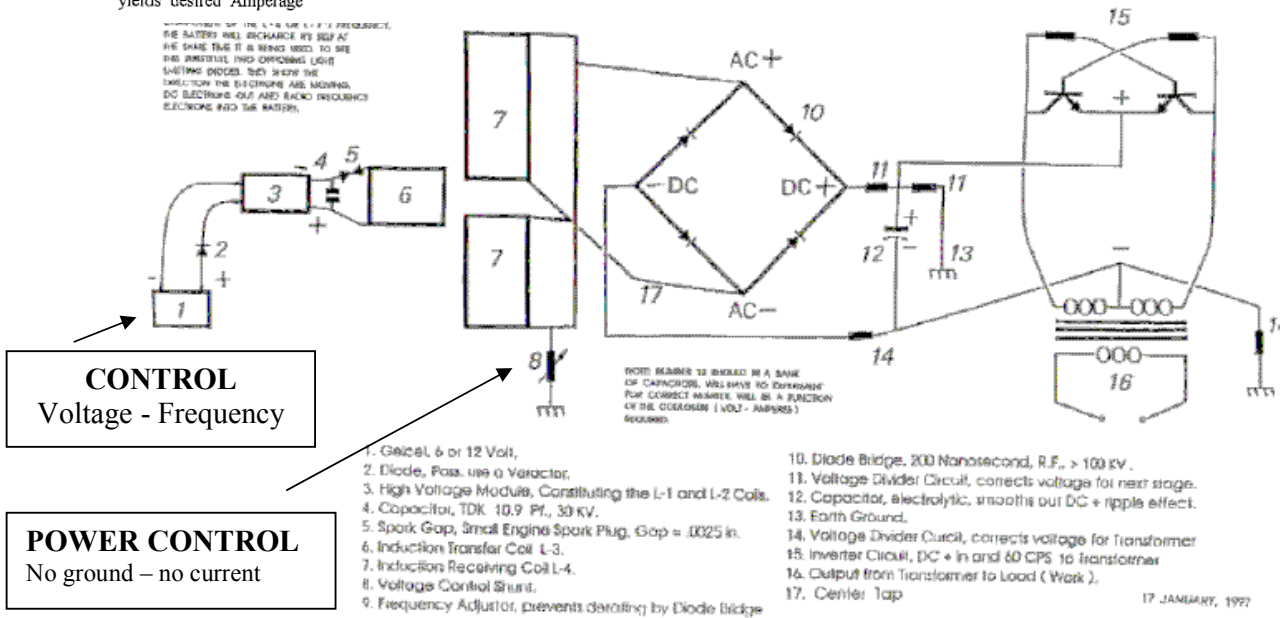 yields desired Amperage
COMPONENT OF THE L-1 OR L-2 FREQUENCY,
THE BATTERY WILL RECHARGE IT'S SELF AT
THE SAME TIME IT IS BEING USED. TO SEE
THIS SUBSTITUTE, TWO OPPOSING LIGHT
EMITTING DIODES. THEY SHOW THE
DIRECTION THE ELECTRONS ARE MOVING,
DC ELECTRONS OUT AND RADIO FREQUENCY
ELECTRONS INTO THE BATTERY.
15
AC+
10
7
+
4
5
-
3
6
- DC
DC+
11
11
+
2
+
-
12
-
13
-
+
1
7
17
AC-
14
8
16
CONTROL
Voltage - Frequency
NOTE: NUMBER 12 SHOULD BE A BANK
OF CAPACITORS. WILL HAVE TO EXPERIMENT
FOR CORRECT NUMBER. WILL BE A FUNCTION
OF THE (VOLT - AMPERES)
REQUIRED.
POWER CONTROL
No ground – no current
1. Gelcel, 6 or 12 Volt,
2. Diode, Poss. use a Varactor,
3. High Voltage Module, Constituting the L-1 and L-2 Coils.
4. Capacitor, TDK 10.9 Pf., 30 KV.
5. Spark Gap, Small Engine Spark Plug, Gap = .0025 in.
6. Induction Transfer Coil L-3.
7. Induction Receiving Coil L-4.
8. Voltage Control Shunt.
9. Frequency Adjustor, prevents derating by Diode Bridge
10. Diode Bridge, 200 Nanosecond, R.F., > 100 KV.
11. Voltage Divider Circuit, corrects voltage for next stage.
12. Capacitor, electrolytic, smooths out DC + ripple effect.
13. Earth Ground.
14. Voltage Divider Curcit, corrects voltage for Transformer
15. Inverter Circuit, DC + in and 60 CPS to Transformer
16. Output from Transformer to Load ( Work ).
17. Center Tap
17 JANUARY, 199